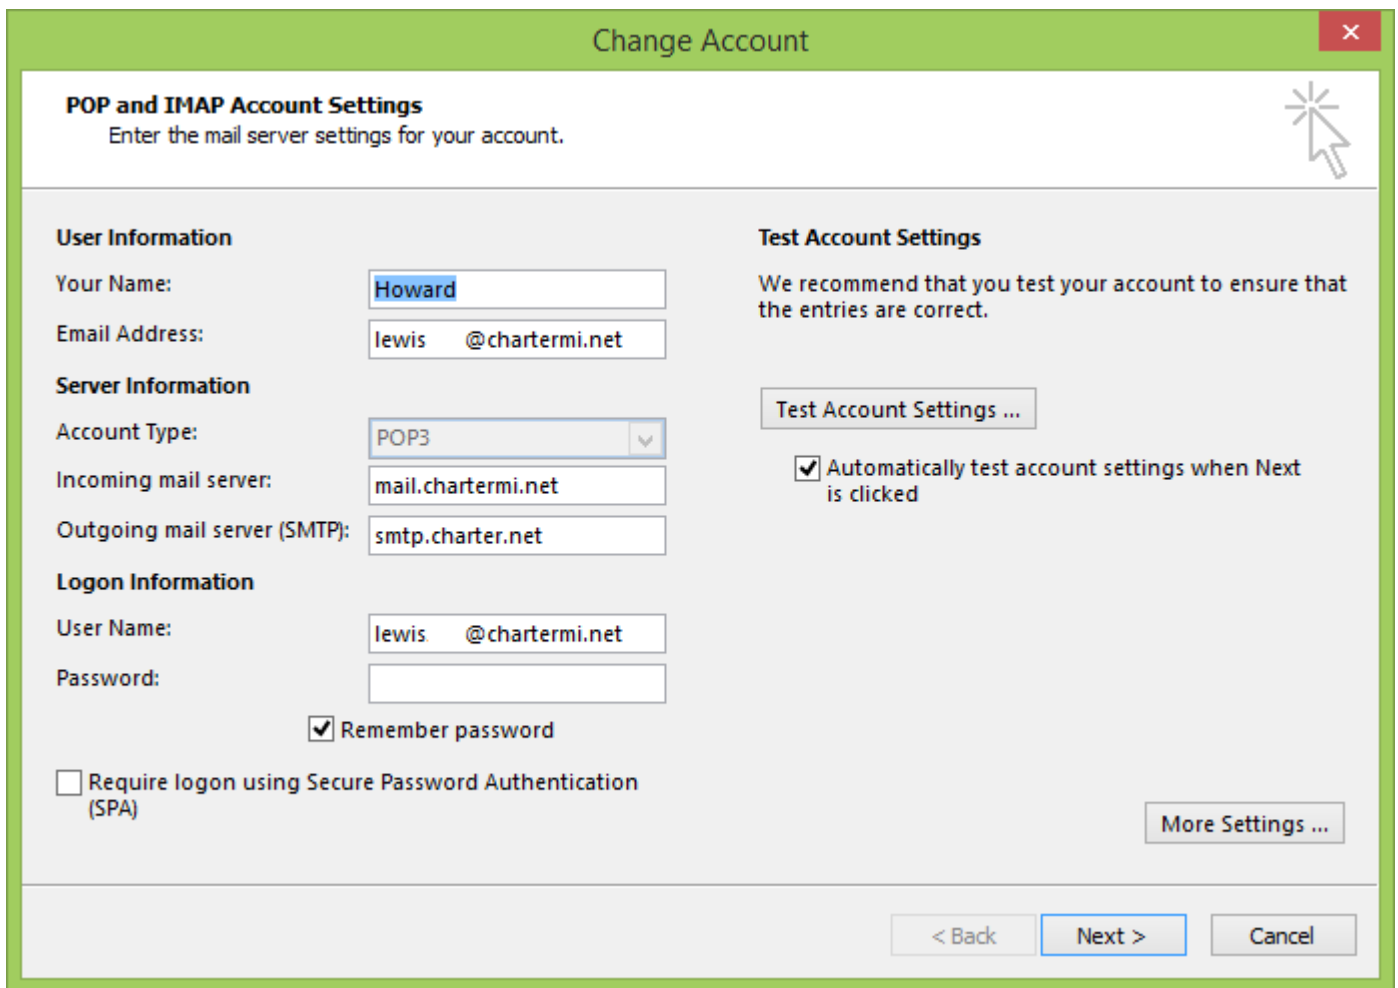 Change Account
POP and IMAP Account Settings
Enter the mail server settings for your account.
User Information
Your Name:
Howard
Email Address:
lewis @chartermi.net
Server Information
Account Type:
POP3
Incoming mail server:
mail.chartermi.net
Outgoing mail server (SMTP):
smtp.charter.net
Logon Information
User Name:
lewis @chartermi.net
Password:
Remember password
Require logon using Secure Password Authentication
(SPA)
Test Account Settings
We recommend that you test your account to ensure that
the entries are correct.
Test Account Settings ...
Automatically test account settings when Next
is clicked
More Settings ...
< Back
Next >
Cancel